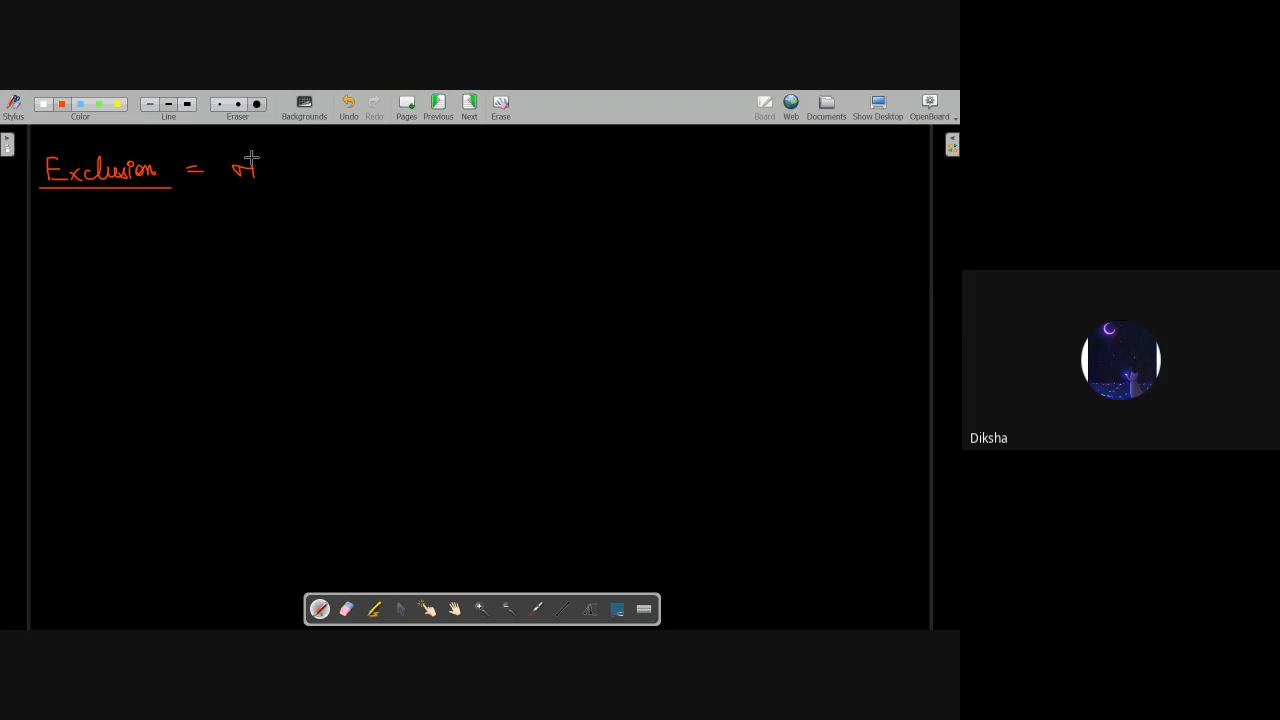 Stylus Color Line Eraser Backgrounds Undo Redo Pages Previous Next Erase Board Web Documents Show Desktop OpenBoard
Exclusion =
Diksha